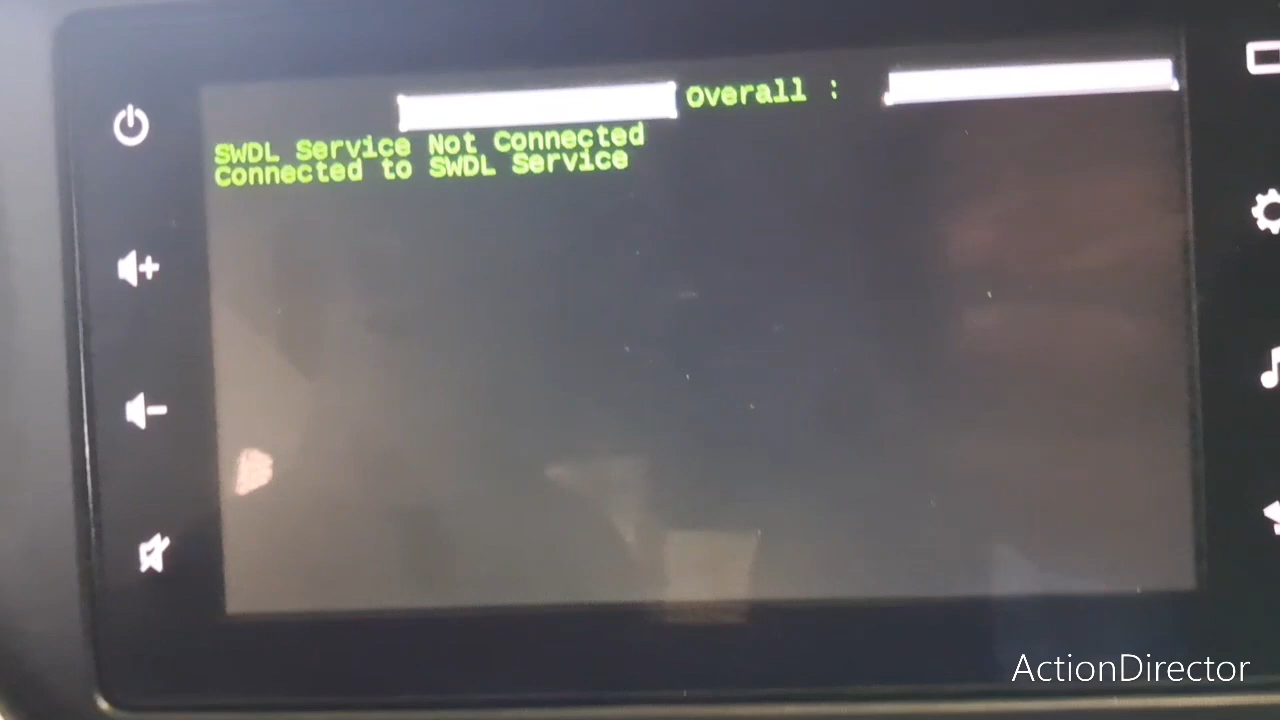 Overall :
SWDL Service Not Connected
Connected to SWDL Service
ActionDirector